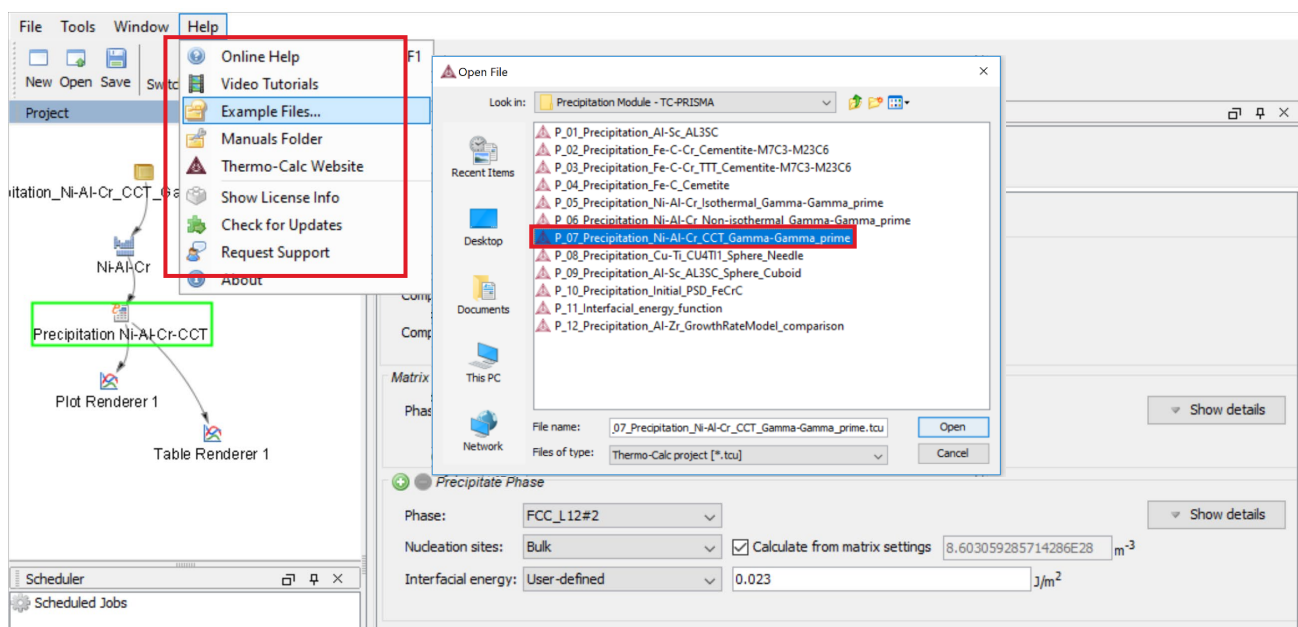 File Tools Window Help
New Open Save Switc
Online Help F1
Video Tutorials
Example Files...
Manuals Folder
Thermo-Calc Website
Show License Info
Check for Updates
Request Support
About
Project
pitation_Ni-Al-Cr_CCT_Ga
Ni-Al-Cr
Precipitation Ni-Al-Cr-CCT
Plot Renderer 1
Table Renderer 1
Scheduler
Scheduled Jobs
Open File
Look in: Precipitation Module - TC-PRISMA
Recent Items
Desktop
Documents
This PC
Network
P_01_Precipitation_Al-Sc_AL3SC
P_02_Precipitation_Fe-C-Cr_Cementite-M7C3-M23C6
P_03_Precipitation_Fe-C-Cr_TTT_Cementite-M7C3-M23C6
P_04_Precipitation_Fe-C_Cemetite
P_05_Precipitation_Ni-Al-Cr_Isothermal_Gamma-Gamma_prime
P_06_Precipitation_Ni-Al-Cr_Non-isothermal_Gamma-Gamma_prime
P_07_Precipitation_Ni-Al-Cr_CCT_Gamma-Gamma_prime
P_08_Precipitation_Cu-Ti_CU4TI1_Sphere_Needle
P_09_Precipitation_Al-Sc_AL3SC_Sphere_Cuboid
P_10_Precipitation_Initial_PSD_FeCrC
P_11_Interfacial_energy_function
P_12_Precipitation_Al-Zr_GrowthRateModel_comparison
File name: _07_Precipitation_Ni-Al-Cr_CCT_Gamma-Gamma_prime.tcu Open
Files of type: Thermo-Calc project [*.tcu] Cancel
Comp
Comp
Matrix
Phas
Show details
Precipitate Phase
Phase: FCC_L12#2 Show details
Nucleation sites: Bulk Calculate from matrix settings 8.603059285714286E28 m-3
Interfacial energy: User-defined 0.023 J/m2